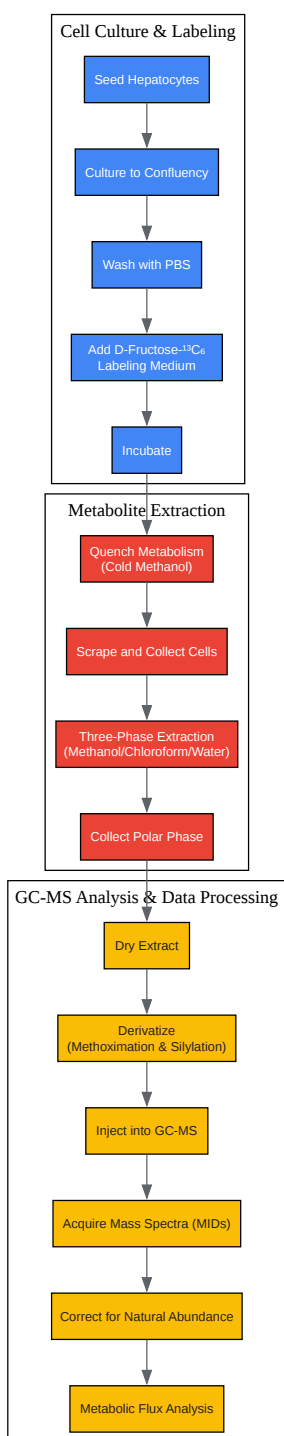 Cell Culture & Labeling
Seed Hepatocytes
Culture to Confluency
Wash with PBS
Add D-Fructose-¹³C₆
Labeling Medium
Incubate
Metabolite Extraction
Quench Metabolism
(Cold Methanol)
Scrape and Collect Cells
Three-Phase Extraction
(Methanol/Chloroform/Water)
Collect Polar Phase
GC-MS Analysis & Data Processing
Dry Extract
Derivatize
(Methoximation & Silylation)
Inject into GC-MS
Acquire Mass Spectra (MIDs)
Correct for Natural Abundance
Metabolic Flux Analysis